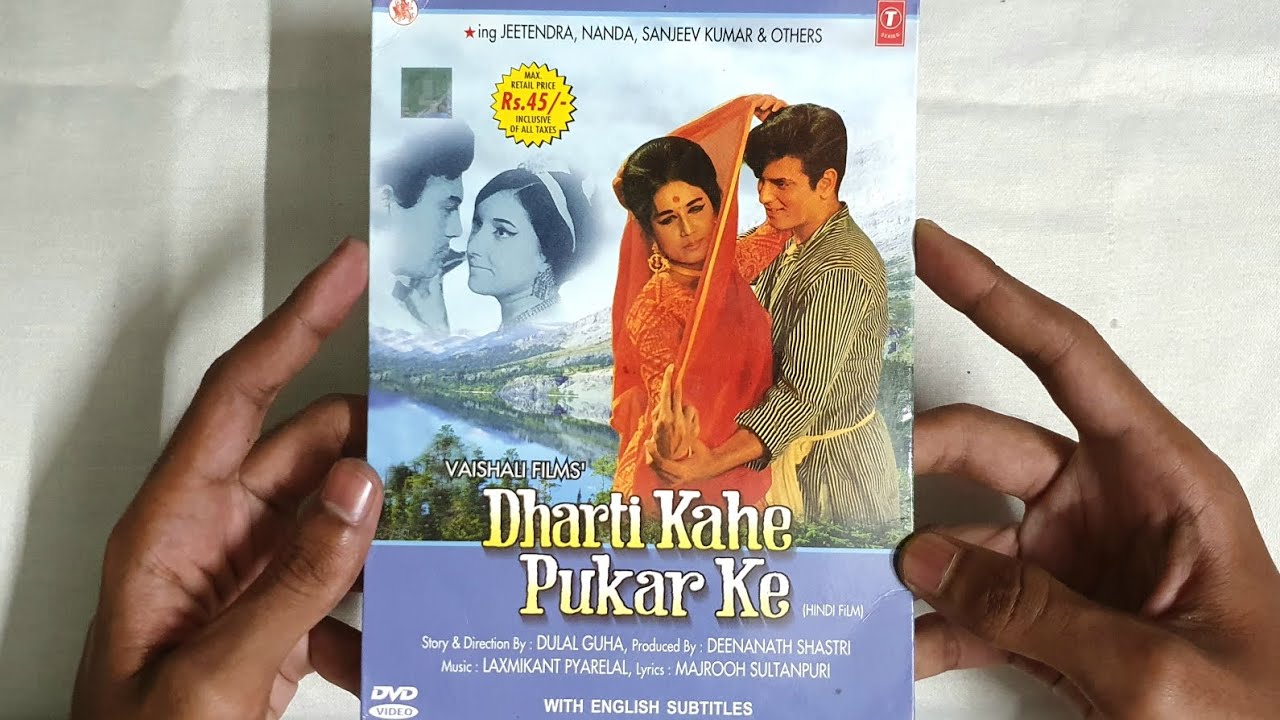 ★ing JEETENDRA, NANDA, SANJEEV KUMAR & OTHERS
T
SERIES
MAX.
RETAIL PRICE
Rs.45/-
INCLUSIVE
OF ALL TAXES
VAISHALI FILMS'
Dharti Kahe
Pukar Ke
(HINDI FiLM)
Story & Direction By : DULAL GUHA, Produced By : DEENANATH SHASTRI
Music : LAXMIKANT PYARELAL, Lyrics : MAJROOH SULTANPURI
DVD
VIDEO
WITH ENGLISH SUBTITLES